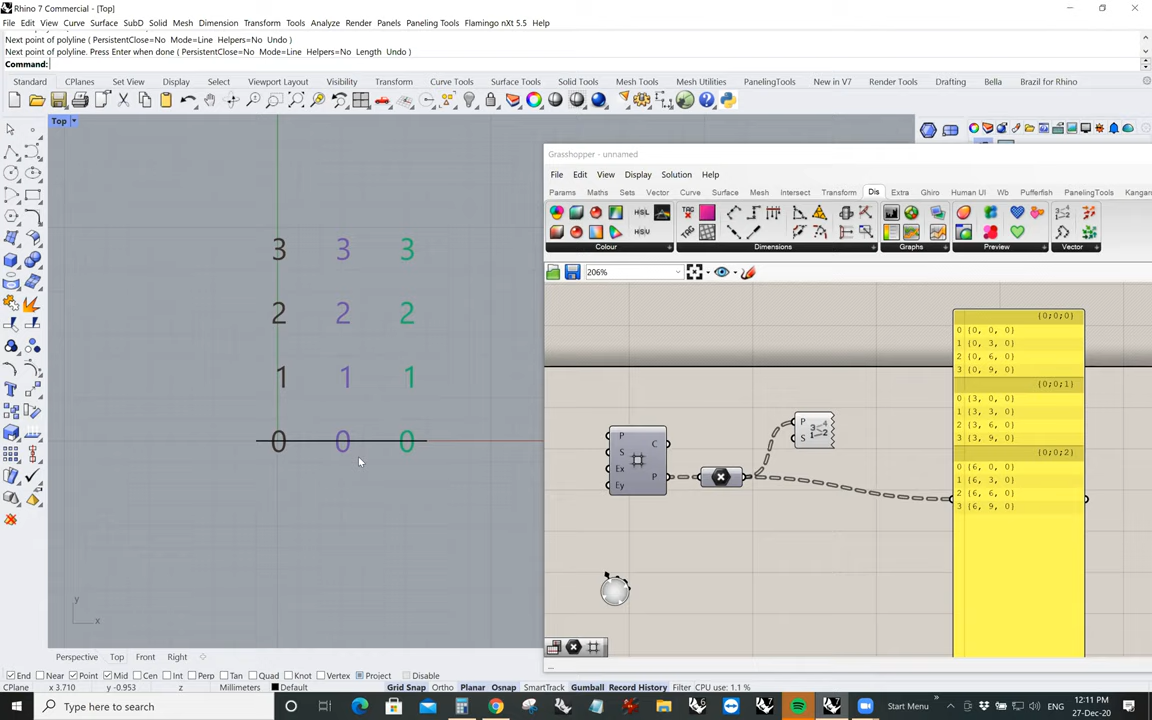 Rhino 7 Commercial - [Top]
File Edit View Curve Surface SubD Solid Mesh Dimension Transform Tools Analyze Render Panels Paneling Tools Flamingo nXt 5.5 Help
Next point of polyline ( PersistentClose=No Mode=Line Helpers=No Undo )
Next point of polyline. Press Enter when done ( PersistentClose=No Mode=Line Helpers=No Length Undo )
Command:
Standard CPlanes Set View Display Select Viewport Layout Visibility Transform Curve Tools Surface Tools Solid Tools Mesh Tools Mesh Utilities PanelingTools New in V7 Render Tools Drafting Bella Brazil for Rhino
Top
3 3 3
2 2 2
1 1 1
0 0 0
y
x
Grasshopper - unnamed
File Edit View Display Solution Help
Params Maths Sets Vector Curve Surface Mesh Intersect Transform Dis Extra Ghiro Human UI Wb Pufferfish PanelingTools Kangar
HSL
HSV
TAG
TAG
Colour Dimensions Graphs Preview Vector
206%
P
S
Ex
Ey
C
P
P
S
{0;0;0}
0 {0, 0, 0}
1 {0, 3, 0}
2 {0, 6, 0}
3 {0, 9, 0}
{0;0;1}
0 {3, 0, 0}
1 {3, 3, 0}
2 {3, 6, 0}
3 {3, 9, 0}
{0;0;2}
0 {6, 0, 0}
1 {6, 3, 0}
2 {6, 6, 0}
3 {6, 9, 0}
Perspective Top Front Right
End Near Point Mid Cen Int Perp Tan Quad Knot Vertex Project Disable
CPlane x 3.710 y -0.953 z Millimeters Default Grid Snap Ortho Planar Osnap SmartTrack Gumball Record History Filter CPU use: 1.1 %
Type here to search
Start Menu
12:11 PM
27-Dec-20